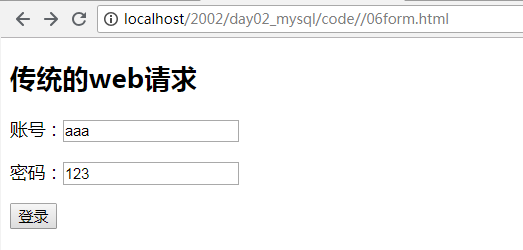 localhost/2002/day02_mysql/code//06form.html
传统的web请求
账号：aaa
密码：123
登录